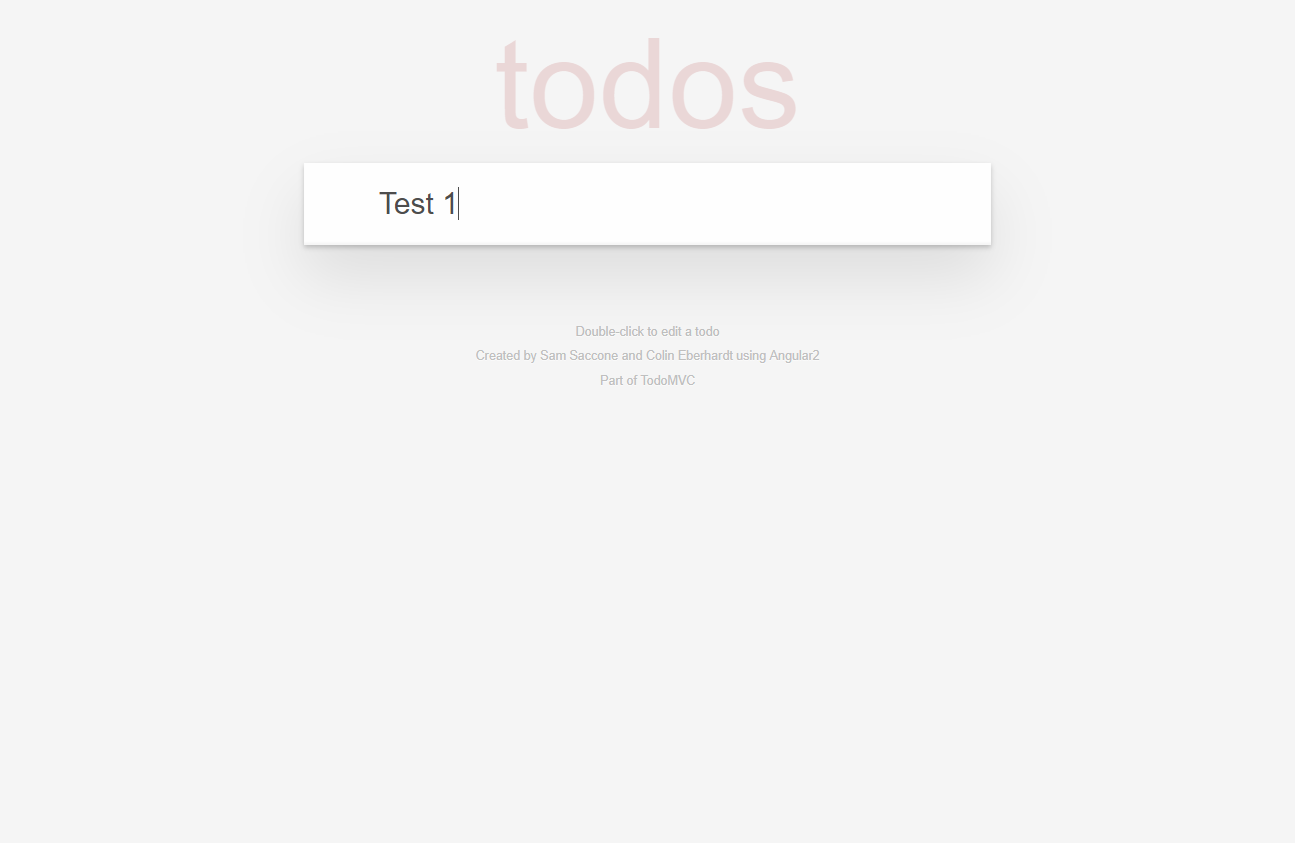 todos
Test 1
Double-click to edit a todo
Created by Sam Saccone and Colin Eberhardt using Angular2
Part of TodoMVC